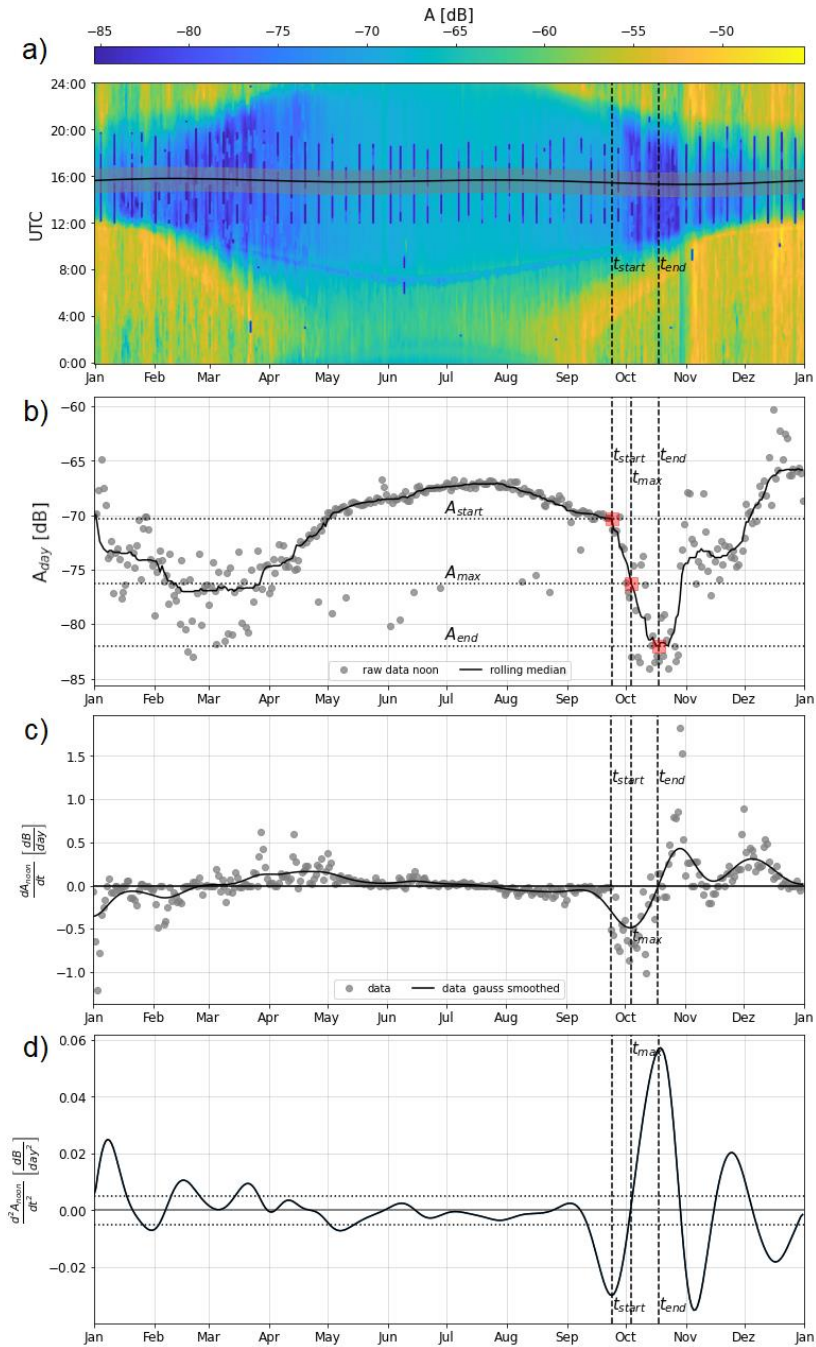 A [dB]
−85 −80 −75 −70 −65 −60 −55 −50
a)
24:00
20:00
16:00
12:00
8:00
4:00
0:00
UTC
t_start t_end
Jan Feb Mar Apr May Jun Jul Aug Sep Oct Nov Dez Jan
b)
−60
−65
−70
−75
−80
−85
A_day [dB]
t_start t_end
t_max
A_start
A_max
A_end
raw data noon rolling median
Jan Feb Mar Apr May Jun Jul Aug Sep Oct Nov Dez Jan
c)
1.5
1.0
0.5
0.0
−0.5
−1.0
dA_noon/dt [dB/day]
t_start t_end
t_max
data data gauss smoothed
Jan Feb Mar Apr May Jun Jul Aug Sep Oct Nov Dez Jan
d)
0.06
0.04
0.02
0.00
−0.02
d²A_noon/dt² [dB/day²]
t_max
t_start t_end
Jan Feb Mar Apr May Jun Jul Aug Sep Oct Nov Dez Jan